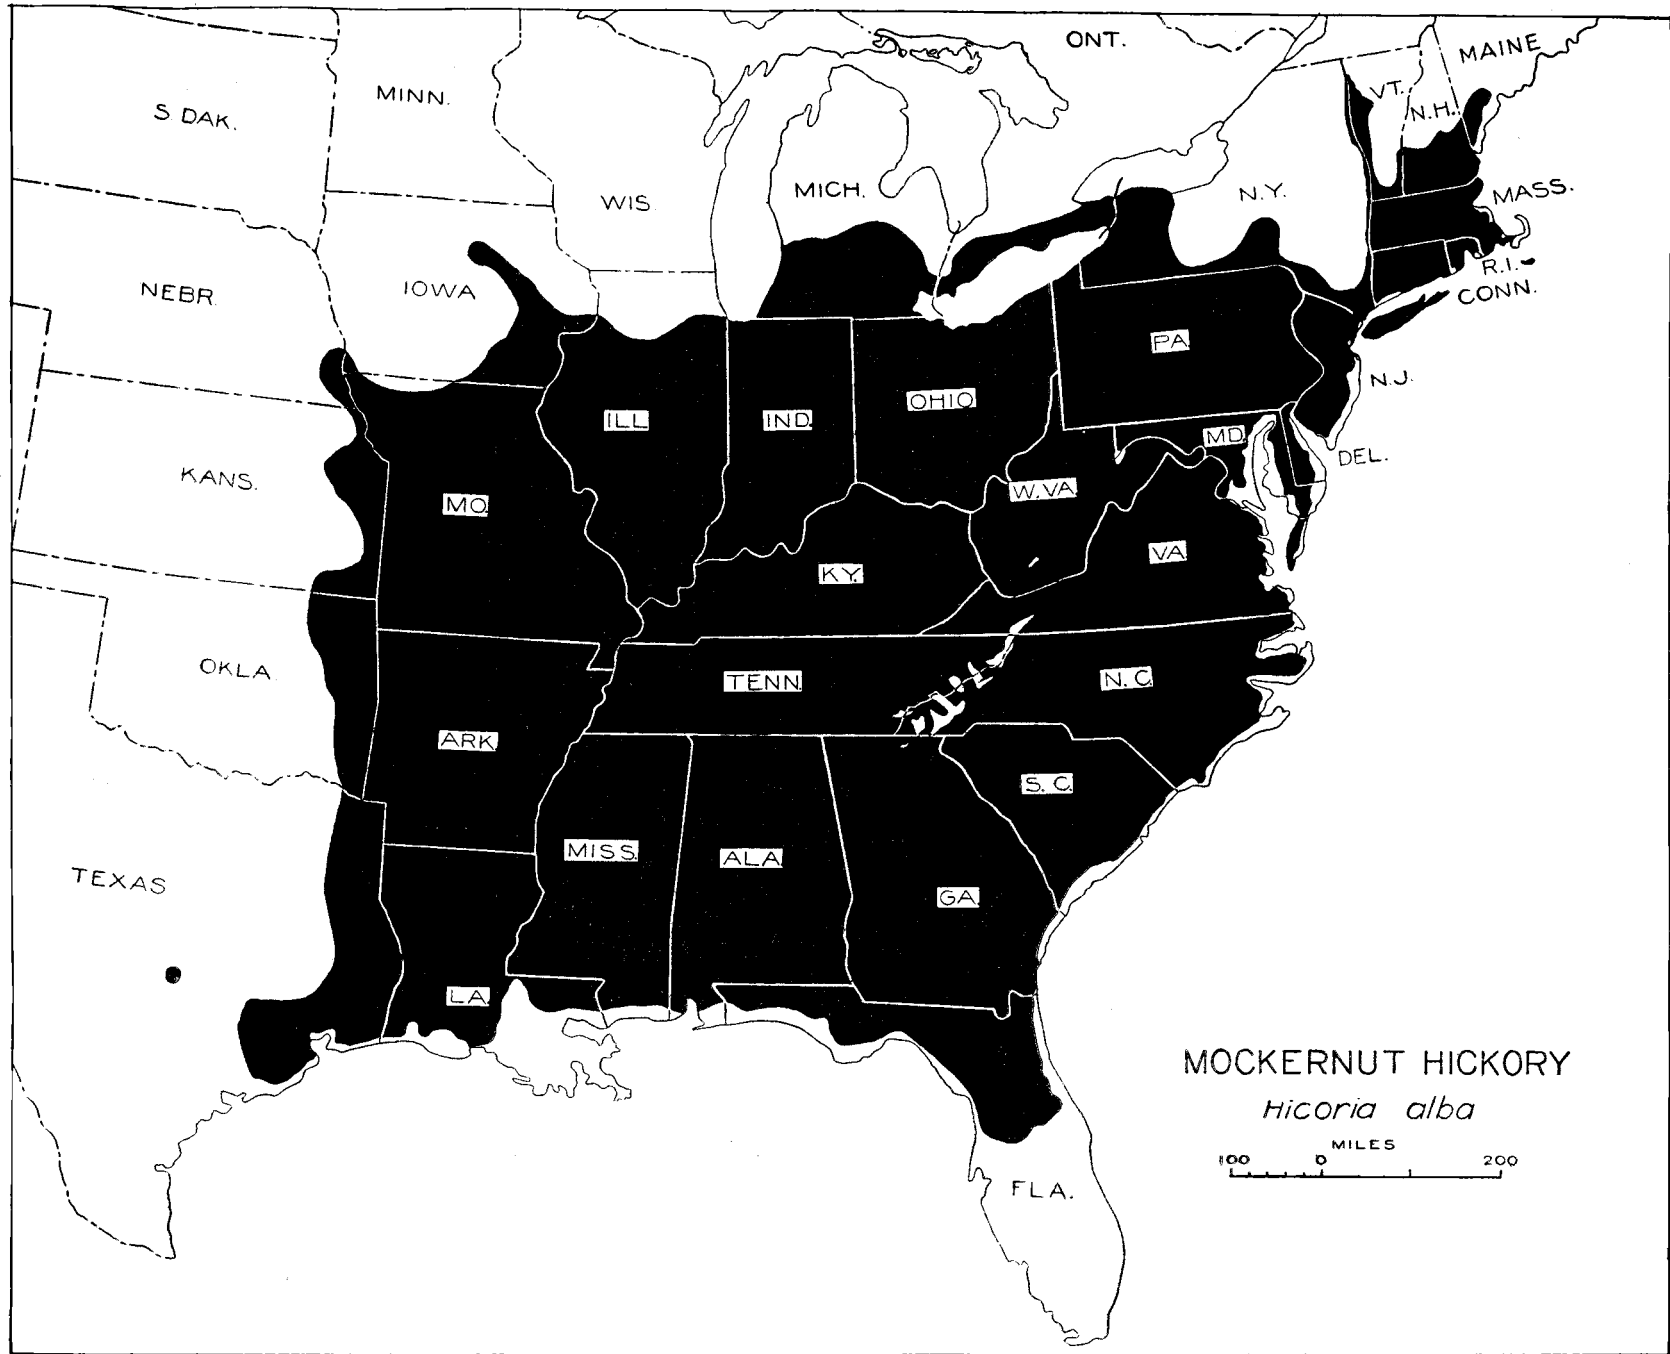 ONT.
MAINE
VT.
N.H.
MINN.
S. DAK.
WIS
MICH.
N.Y.
MASS.
R.I.
CONN.
NEBR.
IOWA
PA.
N.J.
OHIO
ILL.
IND.
MD.
DEL.
KANS.
MO.
W.VA.
VA.
KY.
OKLA.
TENN.
N.C.
ARK.
S.C.
MISS.
ALA.
TEXAS
GA.
LA.
MOCKERNUT HICKORY
Hicoria alba
MILES
100 0 200
FLA.